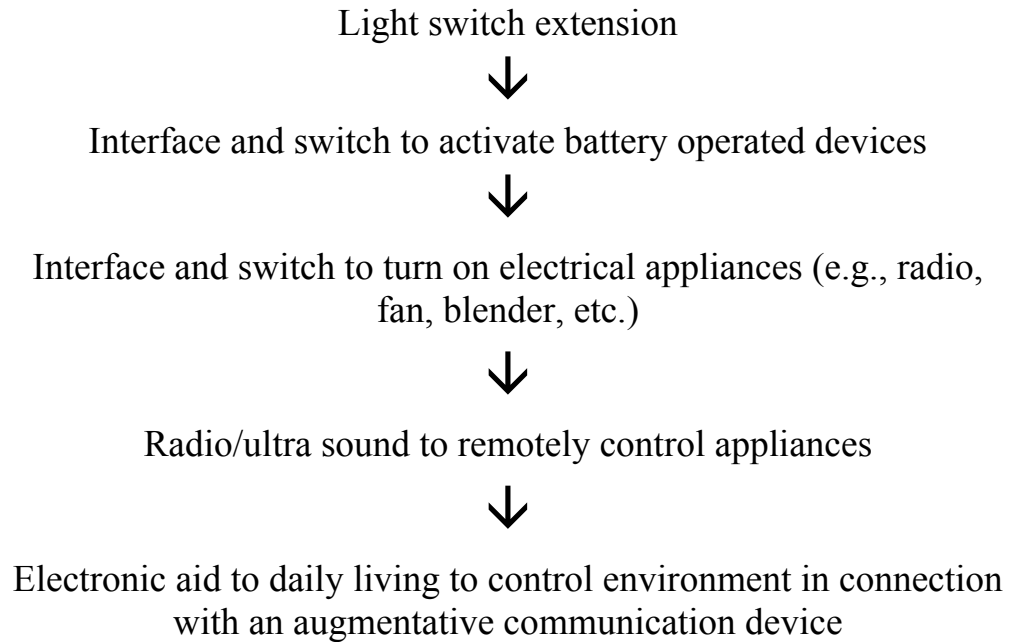 Light switch extension
Interface and switch to activate battery operated devices
Interface and switch to turn on electrical appliances (e.g., radio,
fan, blender, etc.)
Radio/ultra sound to remotely control appliances
Electronic aid to daily living to control environment in connection
with an augmentative communication device